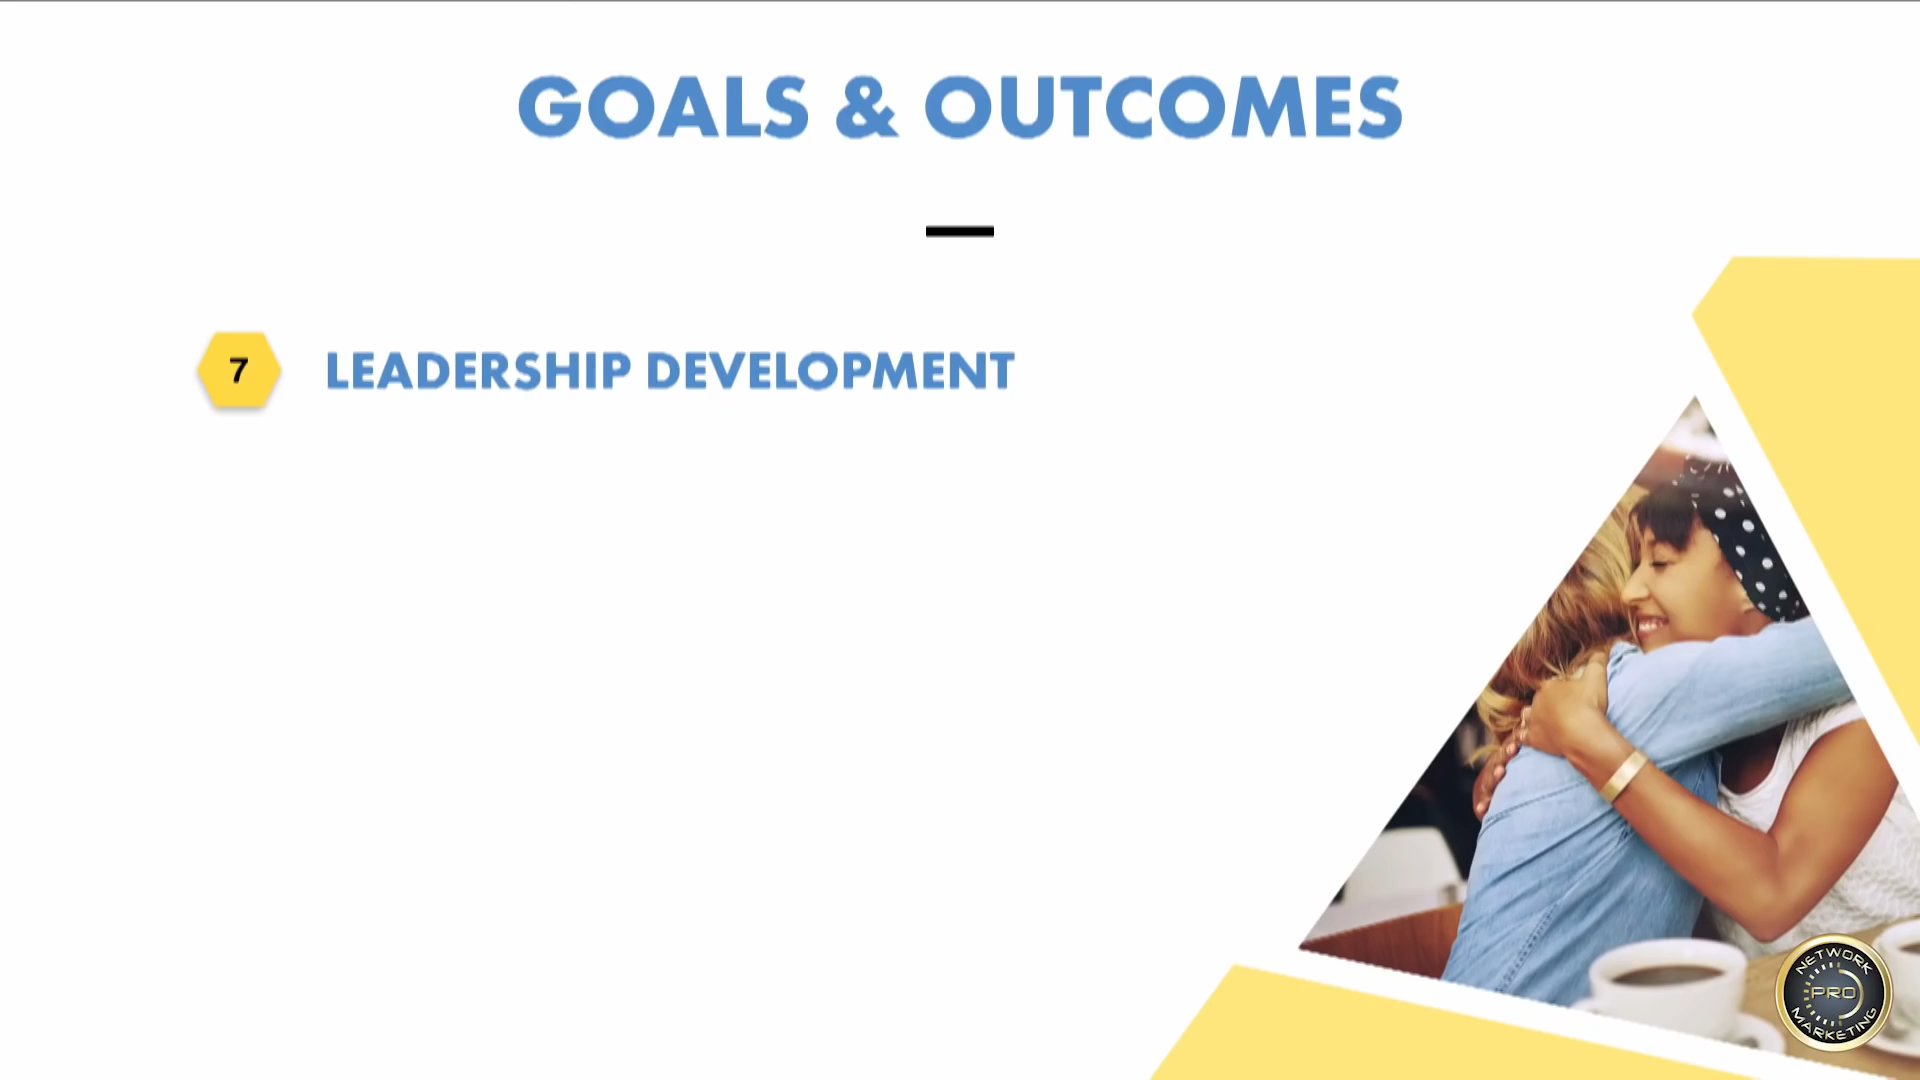 GOALS & OUTCOMES
7 LEADERSHIP DEVELOPMENT
NETWORK
PRO
MARKETING